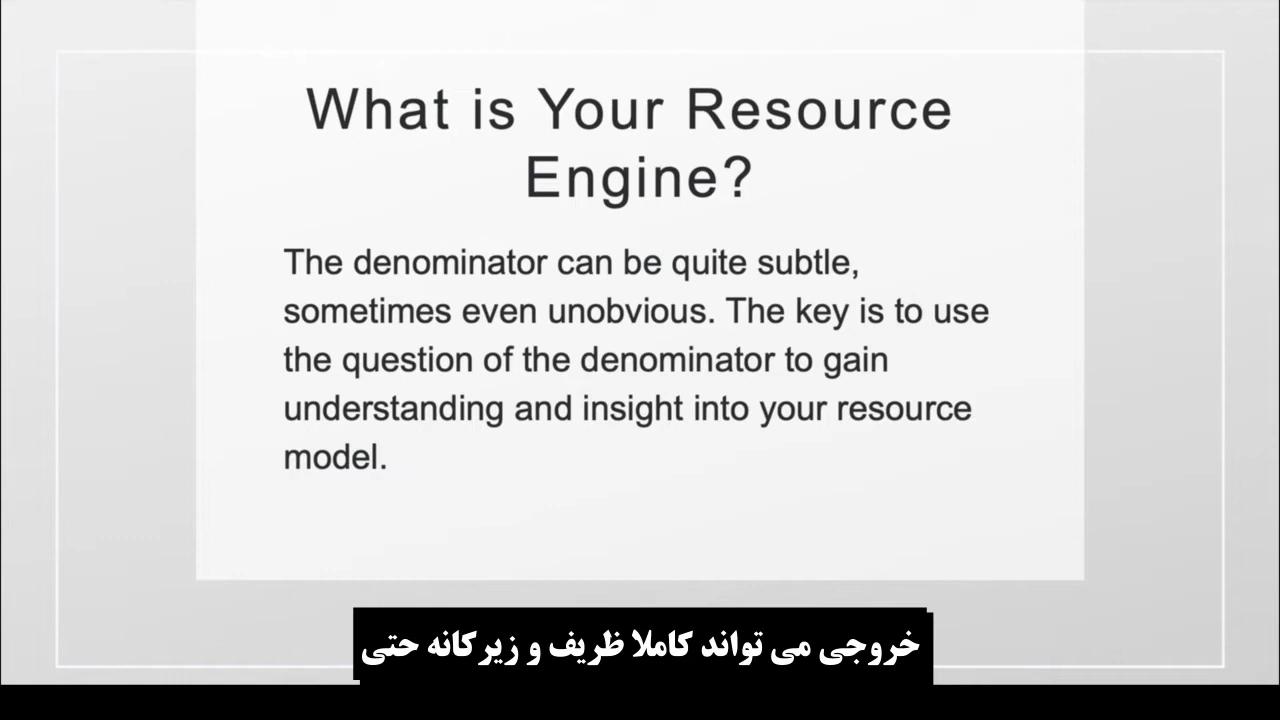 What is Your Resource
Engine?
The denominator can be quite subtle,
sometimes even unobvious. The key is to use
the question of the denominator to gain
understanding and insight into your resource
model.
خروجی می تواند کاملا ظریف و زیرکانه حتی